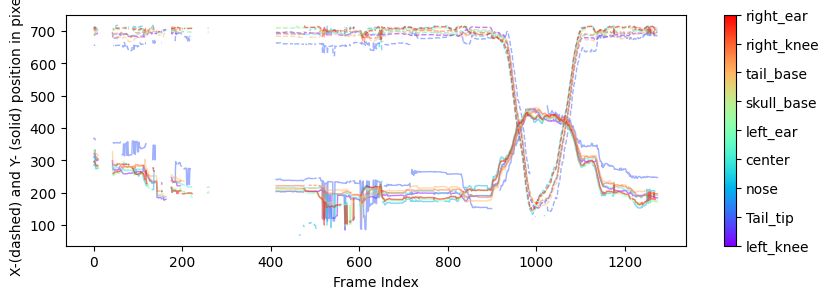 X-(dashed) and Y- (solid) position in pixe
700
600
500
400
300
200
100
0
200
400
600
800
1000
1200
Frame Index
right_ear
right_knee
tail_base
skull_base
left_ear
center
nose
Tail_tip
left_knee